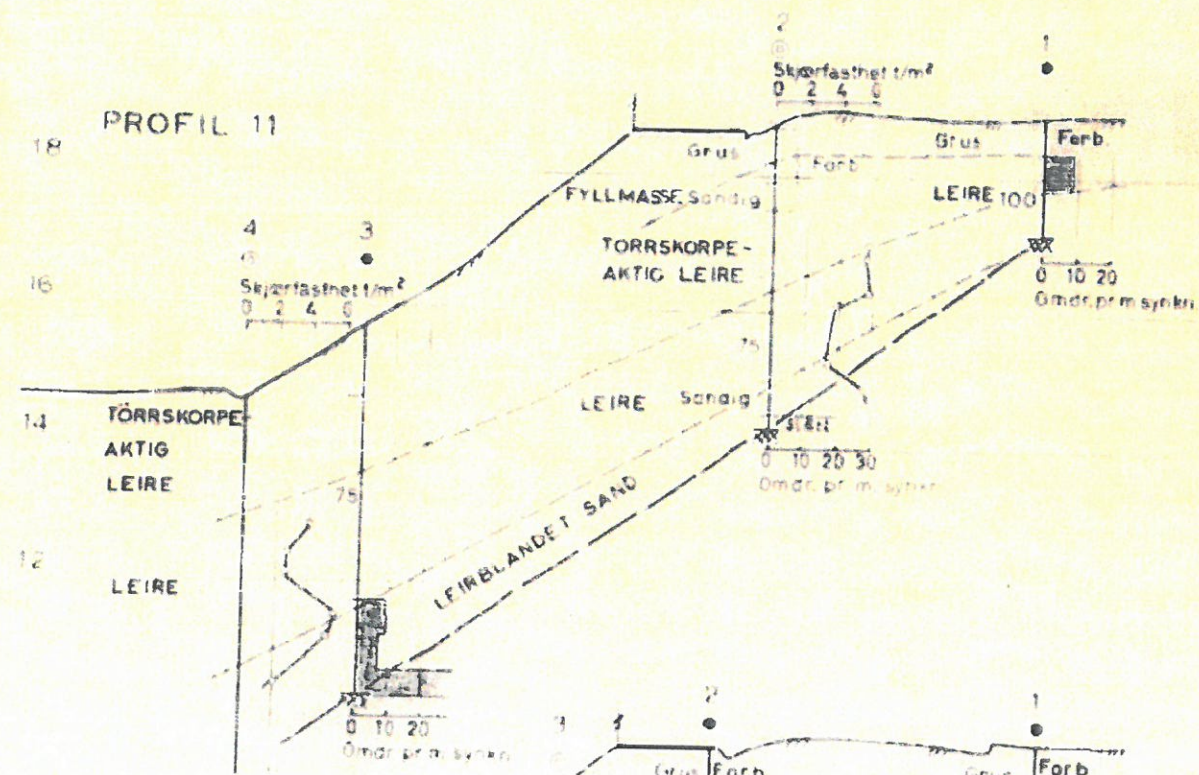 PROFIL 11
18
16
14
12
2
Skjærfasthet t/m²
0 2 4 6
1
Grus
Forb.
Grus
Forb.
FYLLMASSE Sandig
LEIRE 100
TÖRRSKORPE-
AKTIG LEIRE
0 10 20
Omdr. pr m synkn
4
3
Skjærfasthet t/m²
0 2 4 6
75
LEIRE Sandig
0 10 20 30
Omdr. pr m. synkn.
TÖRRSKORPE-
AKTIG
LEIRE
75
LEIRE
LEIRBLANDET SAND
0 10 20
Omdr. pr m. synkn.
2
1
Grus Forb.
Grus Forb.